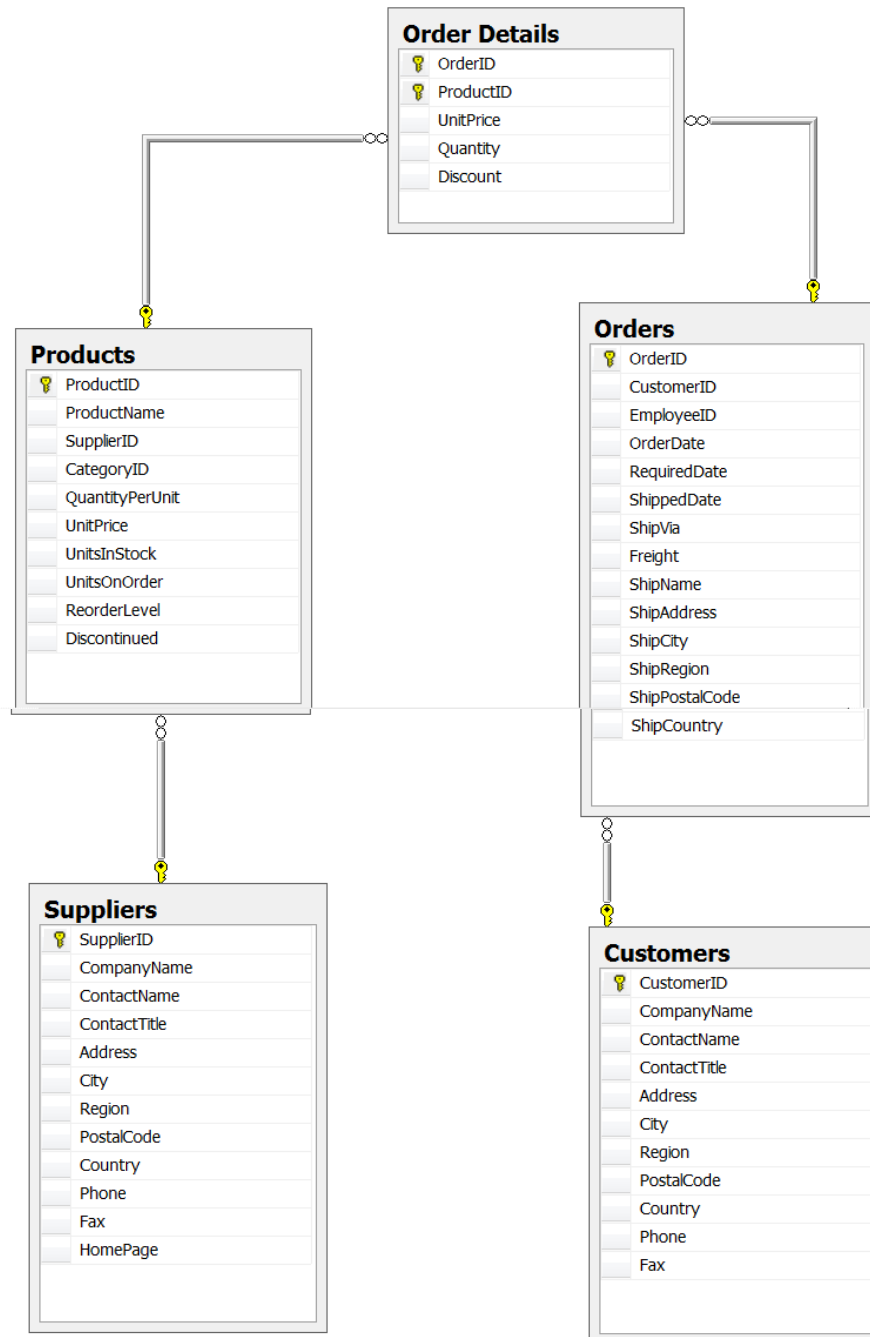 Order Details
OrderID
ProductID
UnitPrice
Quantity
Discount
Products
ProductID
ProductName
SupplierID
CategoryID
QuantityPerUnit
UnitPrice
UnitsInStock
UnitsOnOrder
ReorderLevel
Discontinued
Orders
OrderID
CustomerID
EmployeeID
OrderDate
RequiredDate
ShippedDate
ShipVia
Freight
ShipName
ShipAddress
ShipCity
ShipRegion
ShipPostalCode
ShipCountry
Suppliers
SupplierID
CompanyName
ContactName
ContactTitle
Address
City
Region
PostalCode
Country
Phone
Fax
HomePage
Customers
CustomerID
CompanyName
ContactName
ContactTitle
Address
City
Region
PostalCode
Country
Phone
Fax